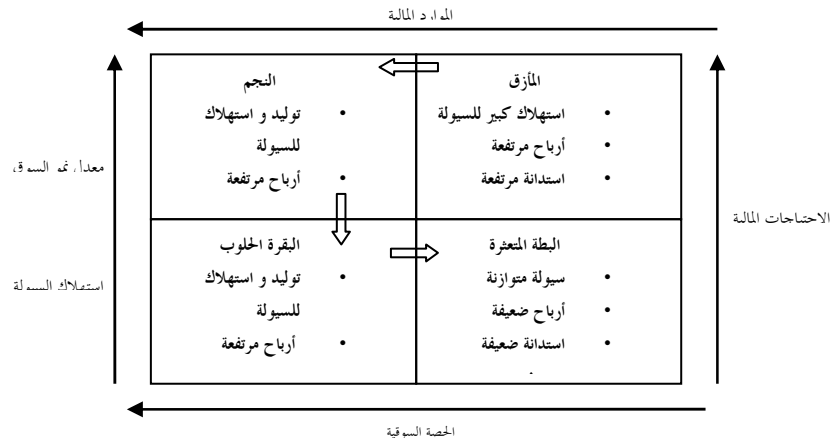 الموارد المالية
المأزق
• استهلاك كبير للسيولة
• أرباح مرتفعة
• استدانة مرتفعة
النجم
• توليد و استهلاك
للسيولة
• أرباح مرتفعة
معدل نمو السوق
الاحتياجات المالية
البطة المتعثرة
• سيولة متوازنة
• أرباح ضعيفة
• استدانة ضعيفة
البقرة الحلوب
• توليد و استهلاك
للسيولة
• أرباح مرتفعة
استهلاك السيولة
الحصة السوقية